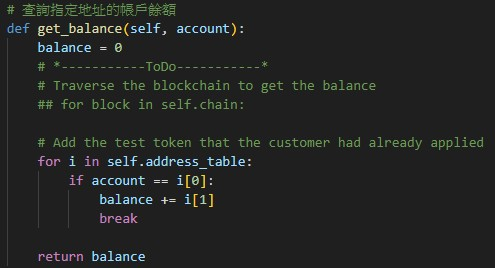 # 查詢指定地址的帳戶餘額
def get_balance(self, account):
    balance = 0
    # *-----------ToDo-----------*
    # Traverse the blockchain to get the balance
    ## for block in self.chain:

    # Add the test token that the customer had already applied
    for i in self.address_table:
        if account == i[0]:
            balance += i[1]
            break

    return balance